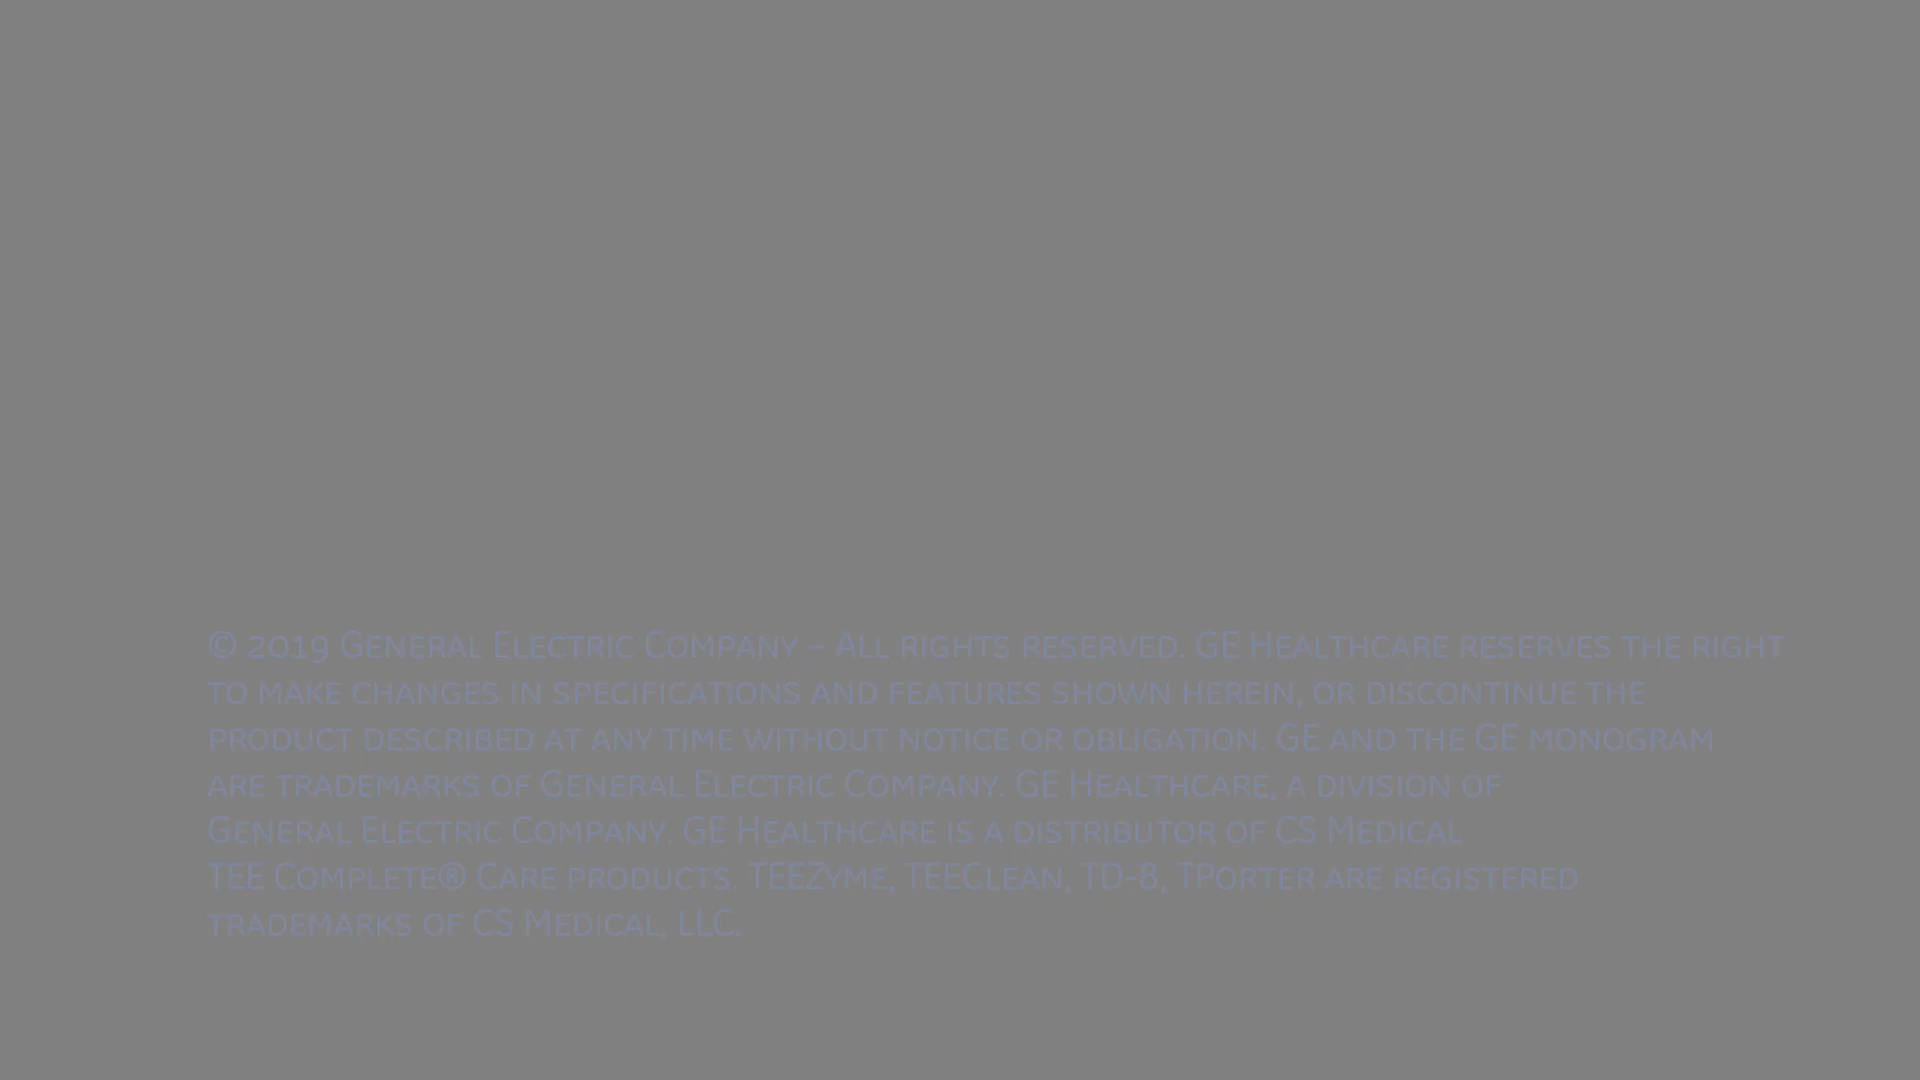 © 2019 General Electric Company – All rights reserved. GE Healthcare reserves the right
to make changes in specifications and features shown herein, or discontinue the
product described at any time without notice or obligation. GE and the GE monogram
are trademarks of General Electric Company. GE Healthcare, a division of
General Electric Company. GE Healthcare is a distributor of CS Medical
TEE Complete® Care products. TEEZyme, TEEClean, TD-8, TPorter are registered
trademarks of CS Medical, LLC.